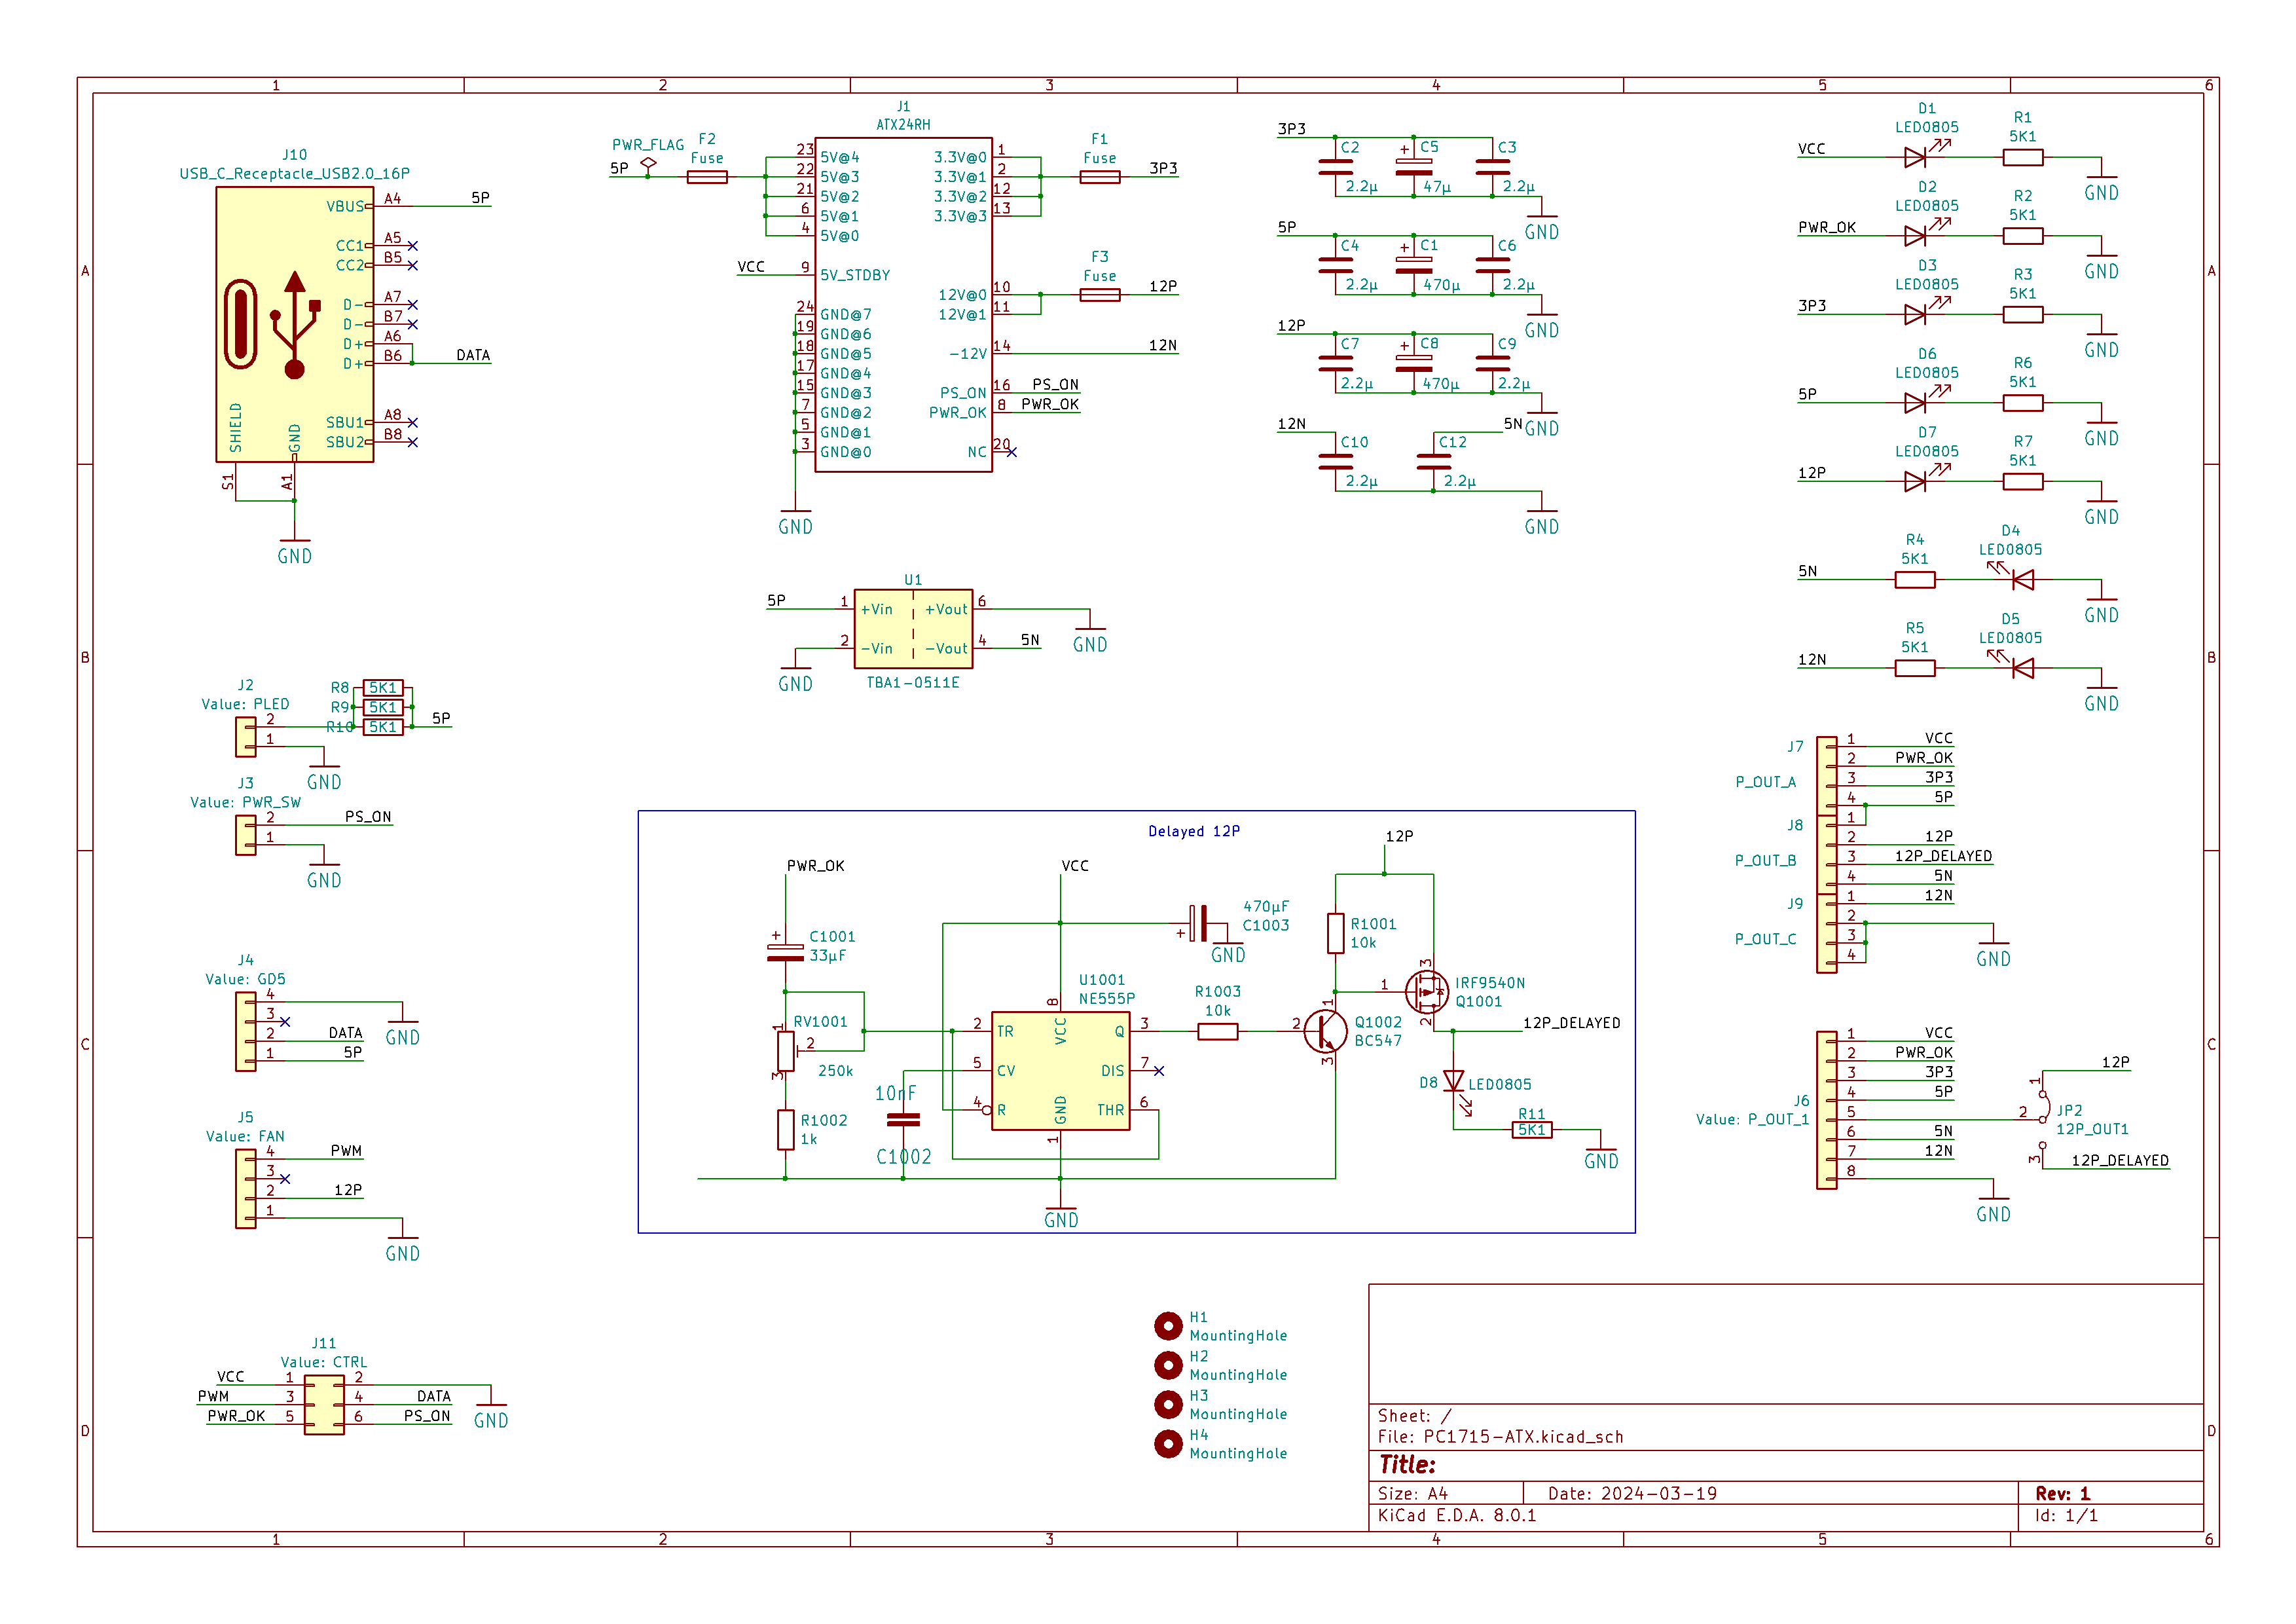 1 2 3 4 5 6
A
B
C
D
A
B
C
D
J10
USB_C_Receptacle_USB2.0_16P
VBUS A4 5P
CC1 A5
CC2 B5
D- A7
D- B7
D+ A6
D+ B6 DATA
SBU1 A8
SBU2 B8
SHIELD
GND
S1
A1
GND
PWR_FLAG
5P
F2
Fuse
J1
ATX24RH
23 5V@4
22 5V@3
21 5V@2
6 5V@1
4 5V@0
VCC 9 5V_STDBY
24 GND@7
19 GND@6
18 GND@5
17 GND@4
15 GND@3
7 GND@2
5 GND@1
3 GND@0
GND
3.3V@0 1
3.3V@1 2
3.3V@2 12
3.3V@3 13
12V@0 10
12V@1 11
-12V 14 12N
PS_ON 16 PS_ON
PWR_OK 8 PWR_OK
NC 20
F1
Fuse
3P3
F3
Fuse
12P
3P3
C2 C5 C3
+
2.2µ 47µ 2.2µ
GND
5P
C4 C1 C6
+
2.2µ 470µ 2.2µ
GND
12P
C7 C8 C9
+
2.2µ 470µ 2.2µ
GND
12N 5N
C10 C12
2.2µ 2.2µ
GND
D1
LED0805
R1
5K1
VCC
GND
D2
LED0805
R2
5K1
PWR_OK
GND
D3
LED0805
R3
5K1
3P3
GND
D6
LED0805
R6
5K1
5P
GND
D7
LED0805
R7
5K1
12P
GND
R4
5K1
D4
LED0805
5N
GND
R5
5K1
D5
LED0805
12N
GND
U1
5P 1 +Vin +Vout 6
2 -Vin -Vout 4 5N
GND
GND
TBA1-0511E
J2
Value: PLED
2
1
R8 5K1
R9 5K1
R10 5K1
5P
GND
J3
Value: PWR_SW
2 PS_ON
1
GND
J4
Value: GD5
4
3
2 DATA
1 5P
GND
J5
Value: FAN
4 PWM
3
2 12P
1
GND
J11
Value: CTRL
VCC 1 2
PWM 3 4 DATA
PWR_OK 5 6 PS_ON
GND
Delayed 12P
PWR_OK
+
C1001
33µF
RV1001
1
2
3
250k
R1002
1k
10nF
C1002
VCC
470µF
C1003
+
GND
U1001
NE555P
8
VCC
2 TR
5 CV
4 R
Q 3
DIS 7
THR 6
GND
1
GND
R1003
10k
12P
R1001
10k
1
2
3
Q1002
BC547
1
3
2
IRF9540N
Q1001
12P_DELAYED
D8
LED0805
R11
5K1
GND
J7
P_OUT_A
1 VCC
2 PWR_OK
3 3P3
4 5P
J8
P_OUT_B
1
2 12P
3 12P_DELAYED
4 5N
J9
P_OUT_C
1 12N
2
3
4
GND
J6
Value: P_OUT_1
1 VCC
2 PWR_OK
3 3P3
4 5P
5
6 5N
7 12N
8
GND
12P
1
2
3
JP2
12P_OUT1
12P_DELAYED
H1
MountingHole
H2
MountingHole
H3
MountingHole
H4
MountingHole
Sheet: /
File: PC1715-ATX.kicad_sch
Title:
Size: A4 Date: 2024-03-19 Rev: 1
KiCad E.D.A. 8.0.1 Id: 1/1
1 2 3 4 5 6